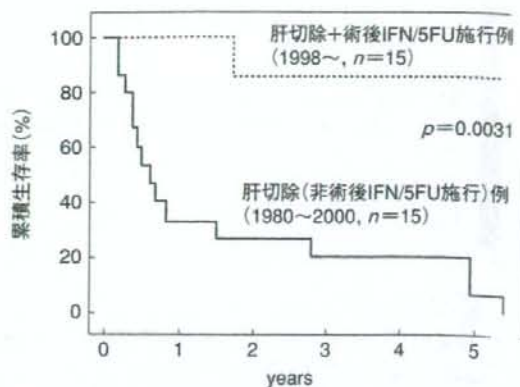 肝切除+術後IFN/5FU施行例
(1998~, n=15)
p=0.0031
肝切除(非術後IFN/5FU施行)例
(1980~2000, n=15)
累積生存率(%)
100
80
60
40
20
0
0 1 2 3 4 5
years